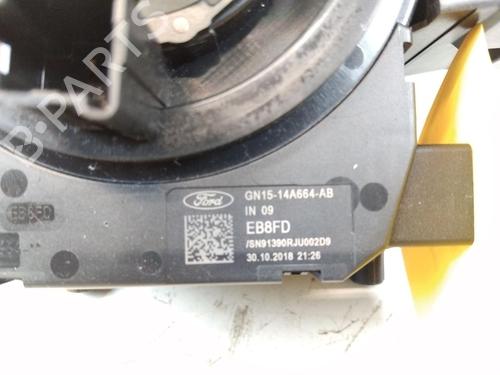 B-PARTS
EB8FD
Ford
GN15-14A664-AB
IN 09
EB8FD
/SN91390RJU002D9
30.10.2018 21:26